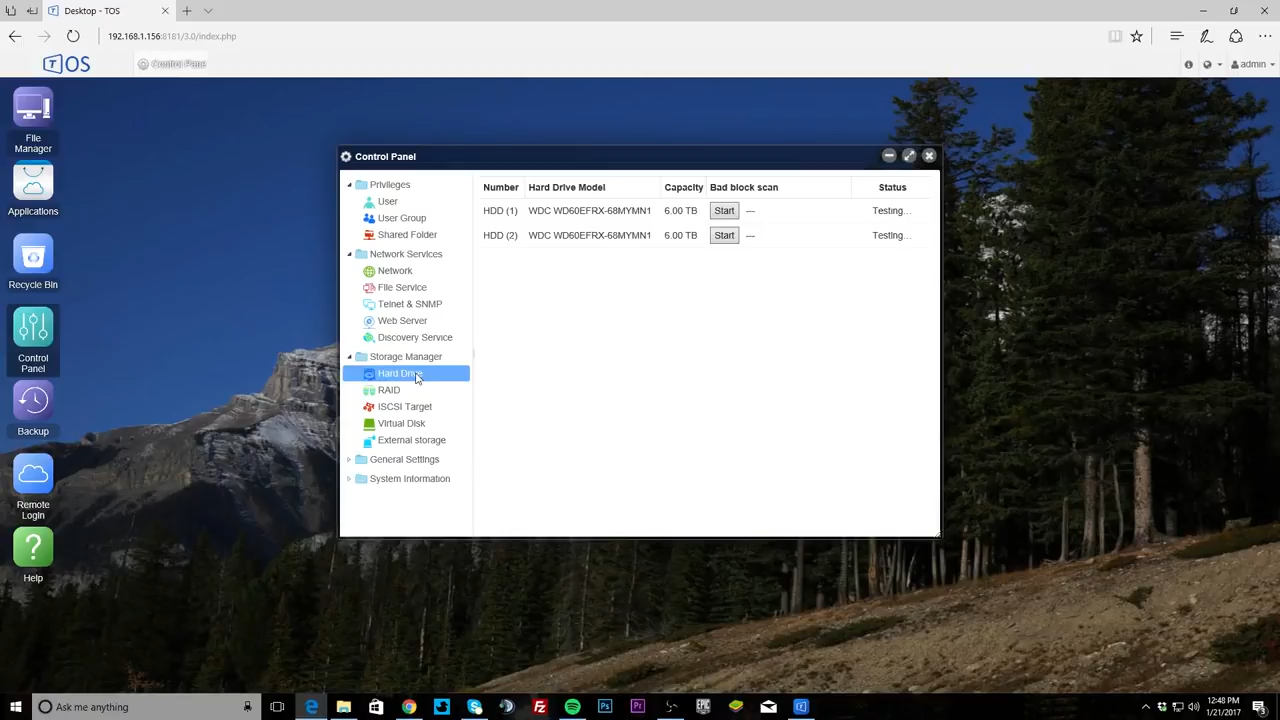 Desktop - TOS
192.168.1.156:8181/3.0/index.php
TOS
Control Pane
admin
File Manager
Applications
Recycle Bin
Control Panel
Backup
Remote Login
Help
Control Panel
Privileges
User
User Group
Shared Folder
Network Services
Network
File Service
Telnet & SNMP
Web Server
Discovery Service
Storage Manager
Hard Drive
RAID
ISCSI Target
Virtual Disk
External storage
General Settings
System Information
Number Hard Drive Model Capacity Bad block scan Status
HDD (1) WDC WD60EFRX-68MYMN1 6.00 TB Start --- Testing...
HDD (2) WDC WD60EFRX-68MYMN1 6.00 TB Start --- Testing...
Ask me anything
12:48 PM
1/21/2017